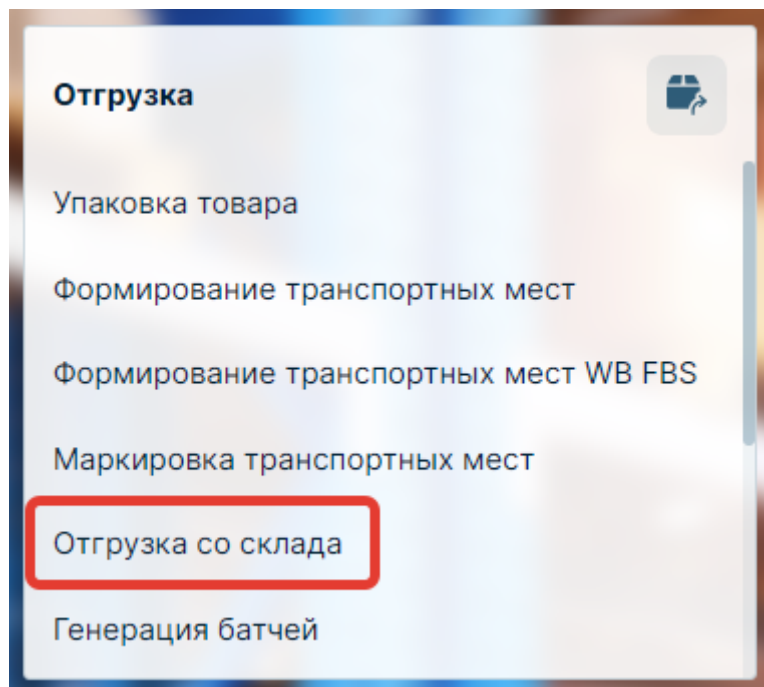 Отгрузка
Упаковка товара
Формирование транспортных мест
Формирование транспортных мест WB FBS
Маркировка транспортных мест
Отгрузка со склада
Генерация батчей